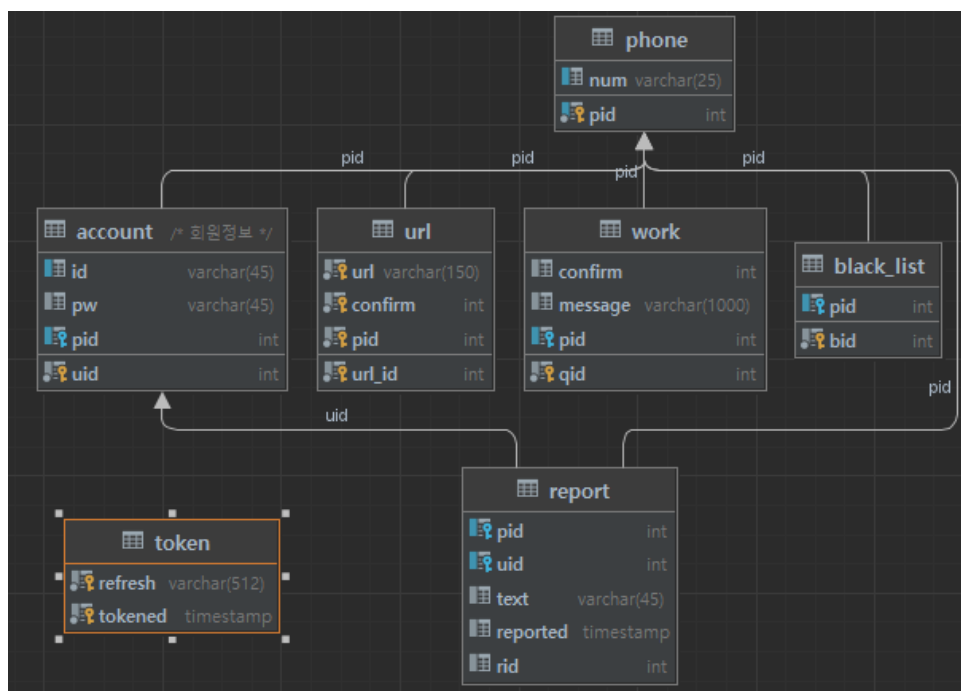 phone
num varchar(25)
pid int
pid pid pid pid
account /* 회원정보 */
id varchar(45)
pw varchar(45)
pid int
uid int
url
url varchar(150)
confirm int
pid int
url_id int
work
confirm int
message varchar(1000)
pid int
qid int
black_list
pid int
bid int
pid
uid
report
pid int
uid int
text varchar(45)
reported timestamp
rid int
token
refresh varchar(512)
tokened timestamp